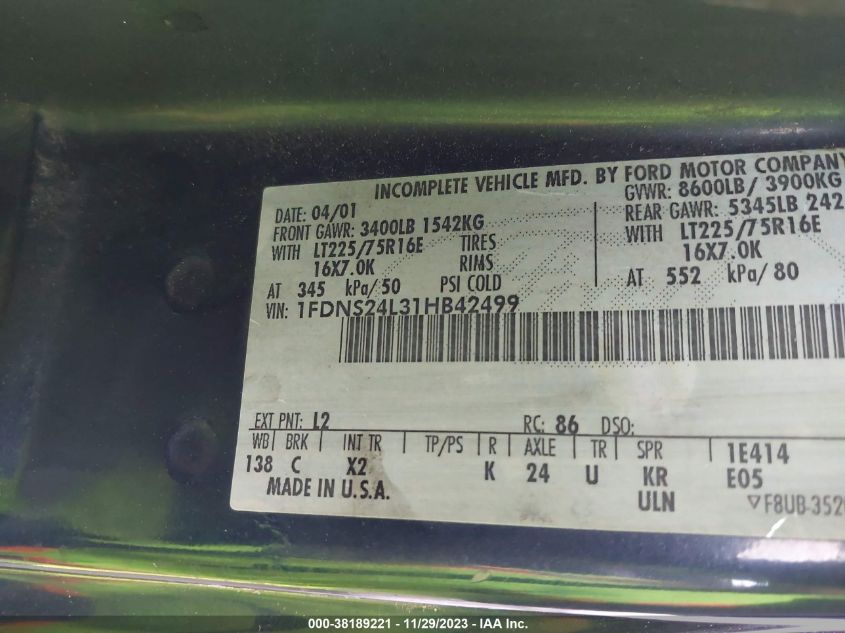 INCOMPLETE VEHICLE MFD. BY FORD MOTOR COMPANY
DATE: 04/01 GVWR: 8600LB/ 3900KG
FRONT GAWR: 3400LB 1542KG REAR GAWR: 5345LB 242
WITH LT225/75R16E TIRES WITH LT225/75R16E
16X7.0K RIMS 16X7.0K
AT 345 kPa/50 PSI COLD AT 552 kPa/80
VIN: 1FDNS24L31HB42499
EXT PNT: L2 RC: 86 DSO:
WB BRK INT TR TP/PS R AXLE TR SPR 1E414
138 C X2 K 24 U KR E05
MADE IN U.S.A. ULN ▽F8UB-352
000-38189221 - 11/29/2023 - IAA Inc.